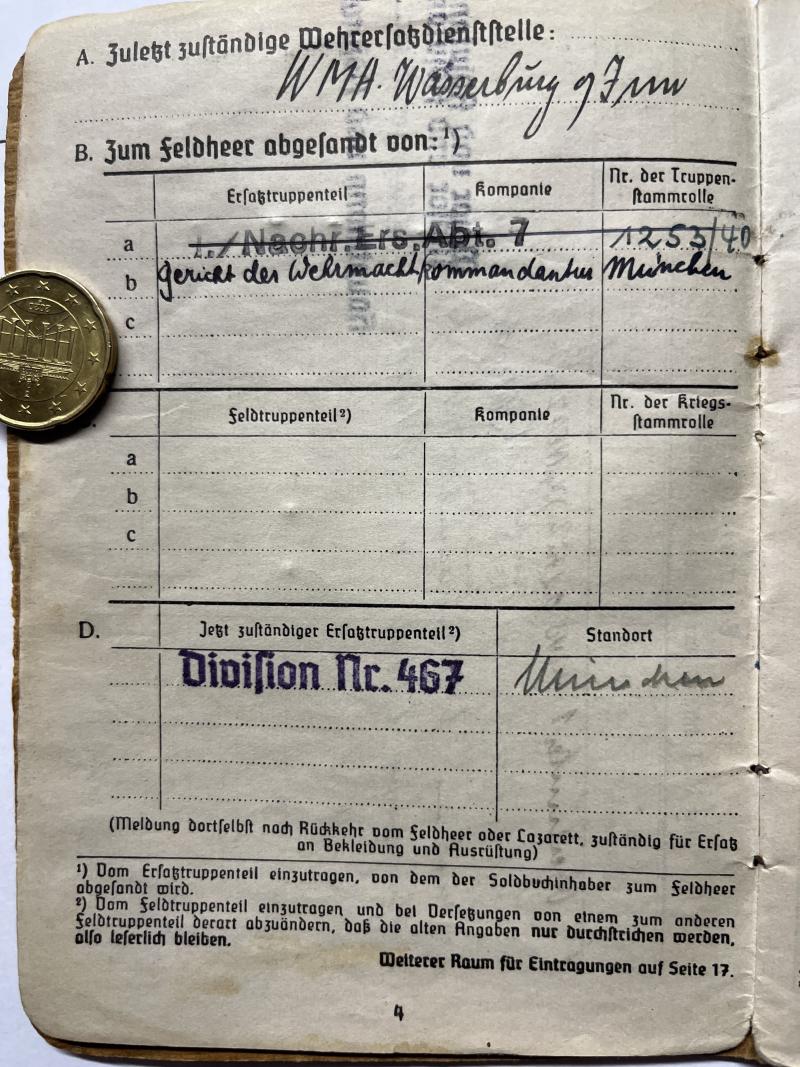 A. Zuletzt zuständige Wehrersatzdienststelle:
WMA. Wasserburg a/Inn
B. Zum Feldheer abgesandt von: ¹)
Ersatztruppenteil Kompanie Nr. der Truppen-
stammrolle
a 1./Nachr.Ers.Abt. 7 1253/40
b Gericht der Wehrmachtkommandantur München
c
Feldtruppenteil²) Kompanie Nr. der Kriegs-
stammrolle
a
b
c
D. Jetzt zuständiger Ersatztruppenteil²) Standort
Division Nr. 467 München
(Meldung dortselbst nach Rückkehr vom Feldheer oder Lazarett, zuständig für Ersatz
an Bekleidung und Ausrüstung)
¹) Vom Ersatztruppenteil einzutragen, von dem der Soldbuchinhaber zum Feldheer
abgesandt wird.
²) Vom Feldtruppenteil einzutragen und bei Versetzungen von einem zum anderen
Feldtruppenteil derart abzuändern, daß die alten Angaben nur durchstrichen werden,
also leserlich bleiben.
Weiterer Raum für Eintragungen auf Seite 17.
4